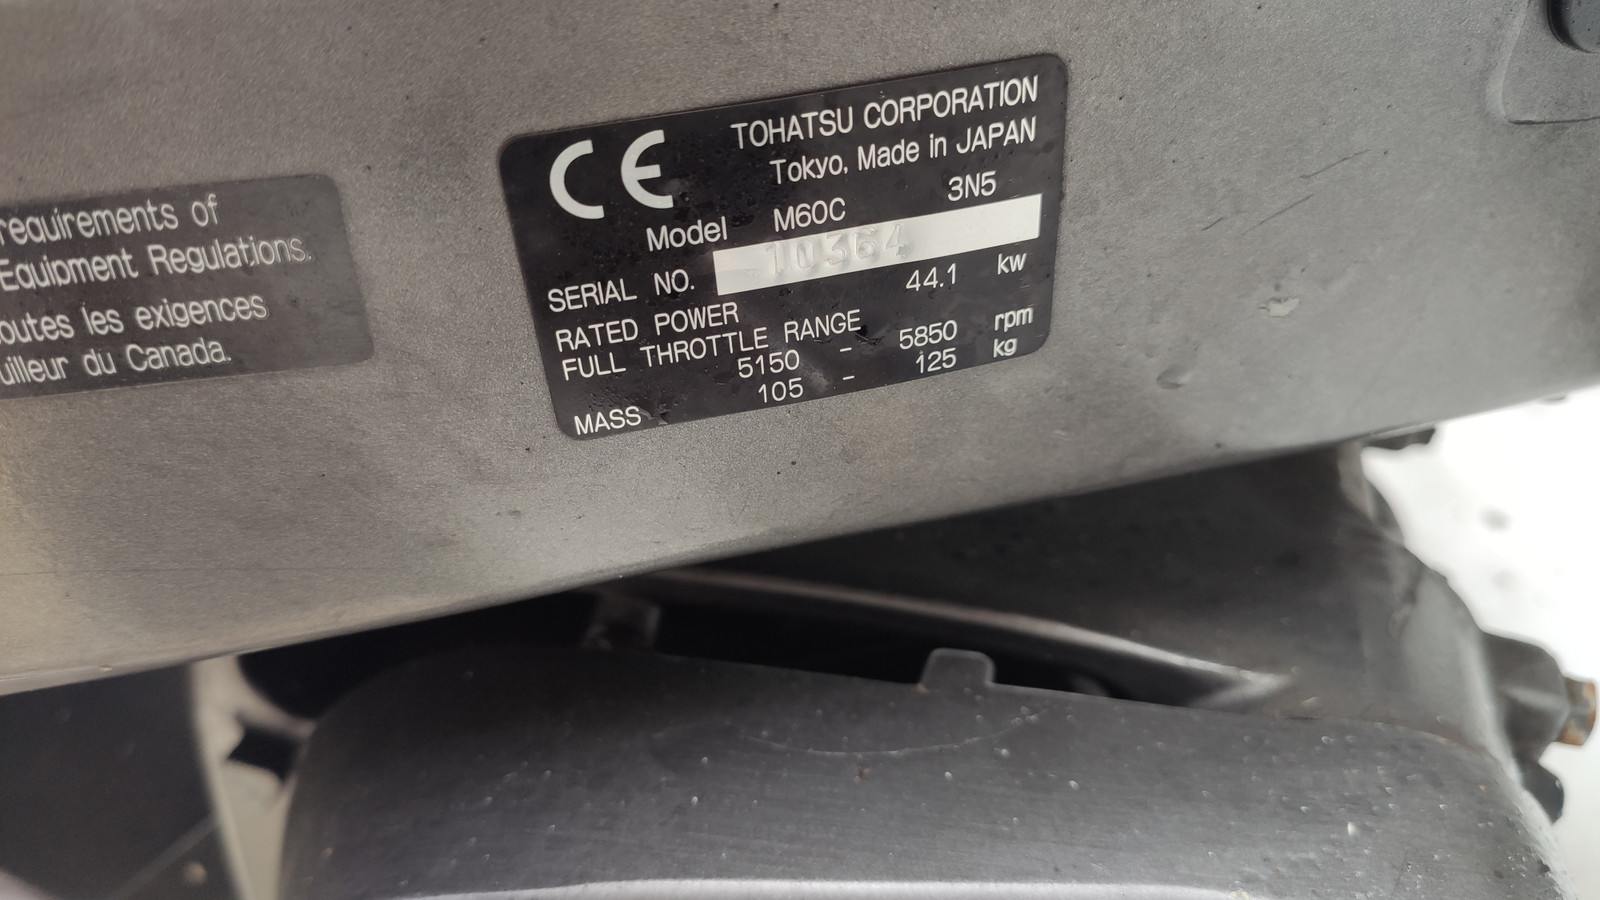 requirements of
Equipment Regulations.
toutes les exigences
uilleur du Canada.
CE TOHATSU CORPORATION
Tokyo, Made in JAPAN
Model M60C 3N5
SERIAL NO. 10364
RATED POWER 44.1 kw
FULL THROTTLE RANGE
5150 - 5850 rpm
MASS 105 - 125 kg